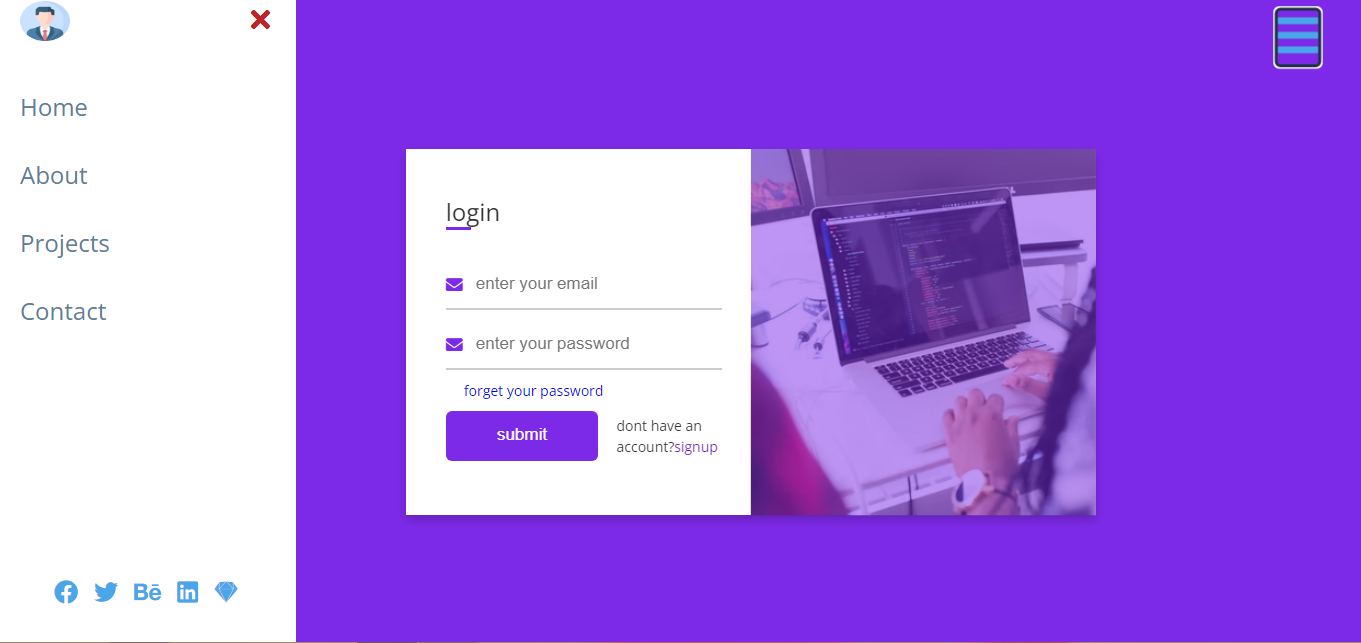 Home
About
Projects
Contact
login
enter your email
enter your password
forget your password
submit
dont have an
account?signup
Bē
in